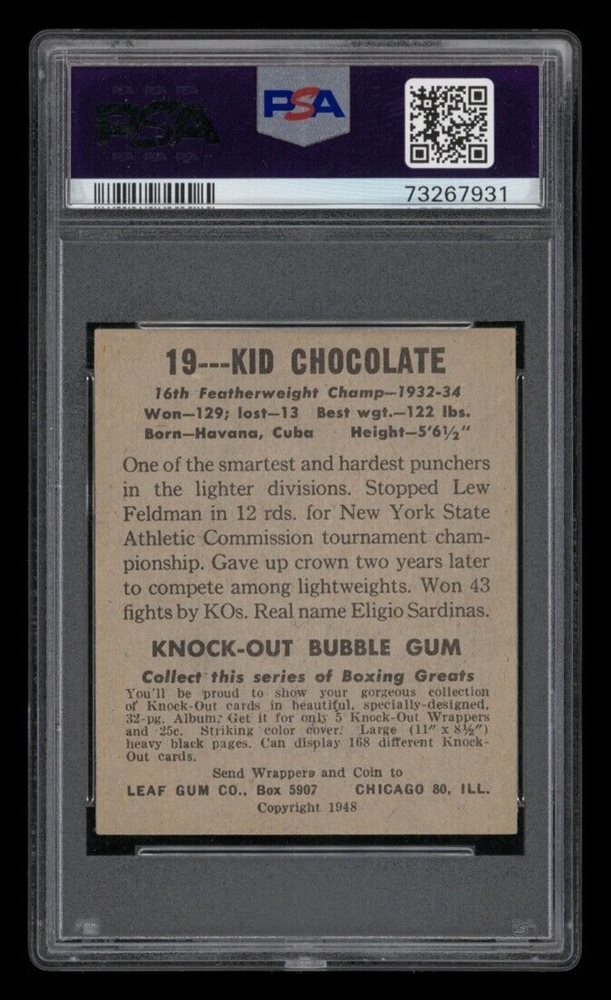 PSA PSA PSA
PSA
PSA PSA PSA
PSA
73267931
19---KID CHOCOLATE
16th Featherweight Champ—1932-34
Won—129; lost—13 Best wgt.—122 lbs.
Born—Havana, Cuba Height—5'6½"
One of the smartest and hardest punchers
in the lighter divisions. Stopped Lew
Feldman in 12 rds. for New York State
Athletic Commission tournament cham-
pionship. Gave up crown two years later
to compete among lightweights. Won 43
fights by KOs. Real name Eligio Sardinas.
KNOCK-OUT BUBBLE GUM
Collect this series of Boxing Greats
You'll be proud to show your gorgeous collection
of Knock-Out cards in beautiful, specially-designed,
32-pg. Album. Get it for only 5 Knock-Out Wrappers
and 25c. Striking color cover. Large (11" x 8½")
heavy black pages. Can display 168 different Knock-
Out cards.
Send Wrappers and Coin to
LEAF GUM CO., Box 5907 CHICAGO 80, ILL.
Copyright 1948